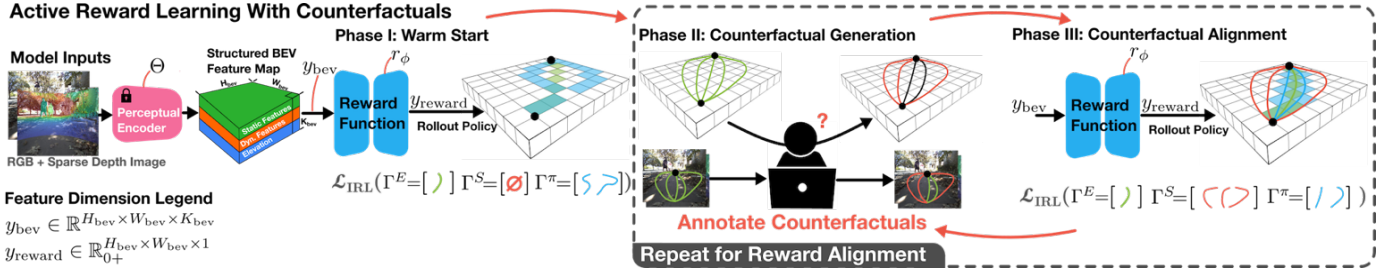 Active Reward Learning With Counterfactuals
Model Inputs
RGB + Sparse Depth Image
Θ
Perceptual
Encoder
Structured BEV
Feature Map
H_bev
W_bev
K_bev
Static Features
Dyn. Features
Elevation
y_bev
Phase I: Warm Start
r_ϕ
Reward
Function
y_reward
Rollout Policy
ℒ_IRL(Γ^E=[ ] Γ^S=[∅] Γ^π=[ ])
Phase II: Counterfactual Generation
?
Annotate Counterfactuals
Repeat for Reward Alignment
Phase III: Counterfactual Alignment
r_ϕ
y_bev
Reward
Function
y_reward
Rollout Policy
ℒ_IRL(Γ^E=[ ] Γ^S=[ ] Γ^π=[ ] )
Feature Dimension Legend
y_bev ∈ ℝ^{H_bev×W_bev×K_bev}
y_reward ∈ ℝ_{0+}^{H_bev×W_bev×1}